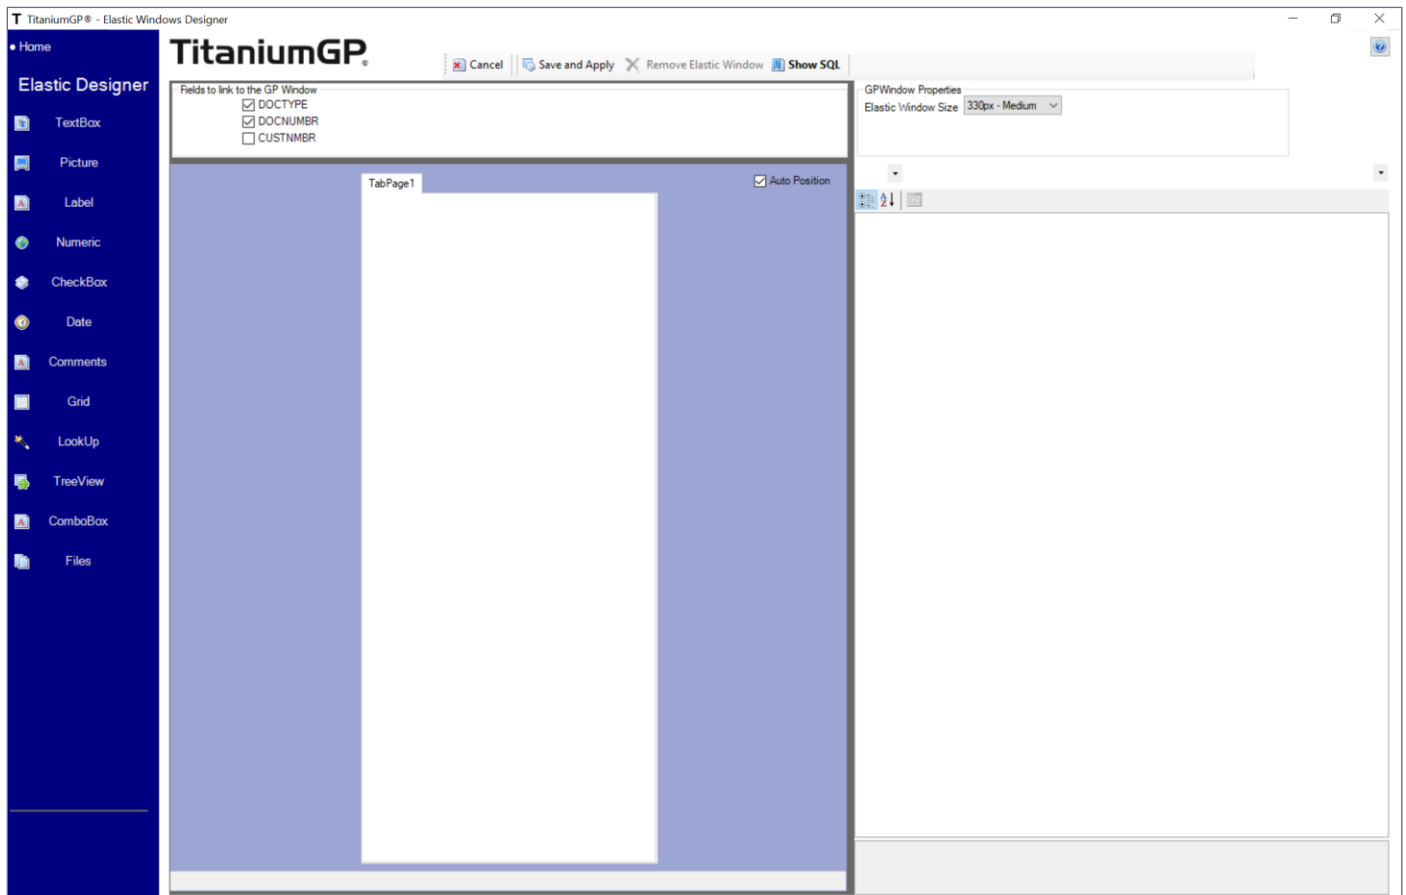 TitaniumGP® - Elastic Windows Designer
• Home
Elastic Designer
TextBox
Picture
Label
Numeric
CheckBox
Date
Comments
Grid
LookUp
TreeView
ComboBox
Files
TitaniumGP®
Cancel
Save and Apply
Remove Elastic Window
Show SQL
Fields to link to the GP Window
DOCTYPE
DOCNUMBR
CUSTNMBR
TabPage1
Auto Position
GPWindow Properties
Elastic Window Size 330px - Medium